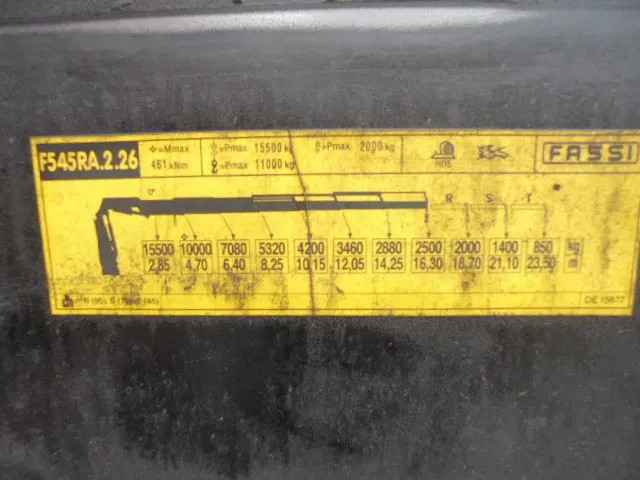 F545RA.2.26
=Mmax
461 kNm
=Pmax 15500 kg
=Pmax 11000 kg
=Pmax 2000 kg
FASSI
0°
R S T
15500 10000 7080 5320 4200 3460 2880 2500 2000 1400 850 kg
2,85 4,70 6,40 8,25 10,15 12,05 14,25 16,30 18,70 21,10 23,50 m